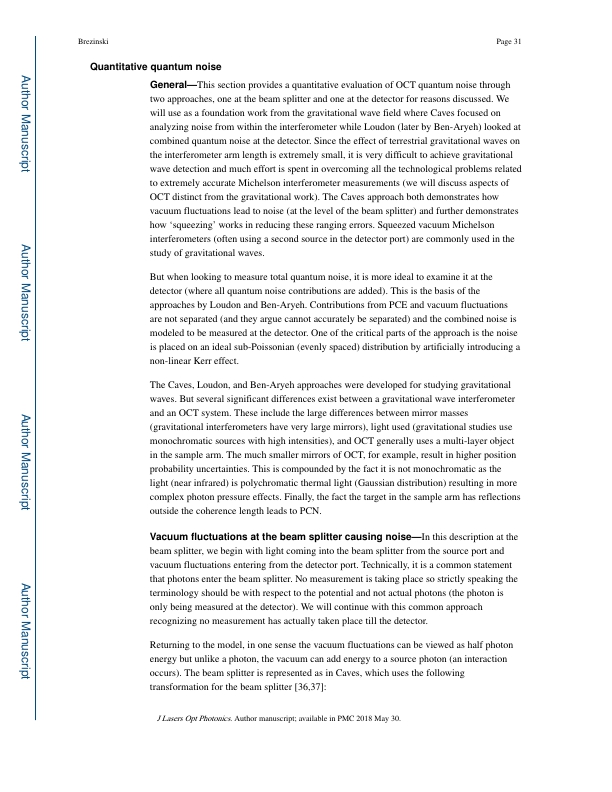 Brezinski
Page 31
Quantitative quantum noise
General—This section provides a quantitative evaluation of OCT quantum noise through
two approaches, one at the beam splitter and one at the detector for reasons discussed. We
will use as a foundation work from the gravitational wave field where Caves focused on
analyzing noise from within the interferometer while Loudon (later by Ben-Aryeh) looked at
combined quantum noise at the detector. Since the effect of terrestrial gravitational waves on
the interferometer arm length is extremely small, it is very difficult to achieve gravitational
wave detection and much effort is spent in overcoming all the technological problems related
to extremely accurate Michelson interferometer measurements (we will discuss aspects of
OCT distinct from the gravitational work). The Caves approach both demonstrates how
vacuum fluctuations lead to noise (at the level of the beam splitter) and further demonstrates
how ‘squeezing’ works in reducing these ranging errors. Squeezed vacuum Michelson
interferometers (often using a second source in the detector port) are commonly used in the
study of gravitational waves.
But when looking to measure total quantum noise, it is more ideal to examine it at the
detector (where all quantum noise contributions are added). This is the basis of the
approaches by Loudon and Ben-Aryeh. Contributions from PCE and vacuum fluctuations
are not separated (and they argue cannot accurately be separated) and the combined noise is
modeled to be measured at the detector. One of the critical parts of the approach is the noise
is placed on an ideal sub-Poissonian (evenly spaced) distribution by artificially introducing a
non-linear Kerr effect.
The Caves, Loudon, and Ben-Aryeh approaches were developed for studying gravitational
waves. But several significant differences exist between a gravitational wave interferometer
and an OCT system. These include the large differences between mirror masses
(gravitational interferometers have very large mirrors), light used (gravitational studies use
monochromatic sources with high intensities), and OCT generally uses a multi-layer object
in the sample arm. The much smaller mirrors of OCT, for example, result in higher position
probability uncertainties. This is compounded by the fact it is not monochromatic as the
light (near infrared) is polychromatic thermal light (Gaussian distribution) resulting in more
complex photon pressure effects. Finally, the fact the target in the sample arm has reflections
outside the coherence length leads to PCN.
Vacuum fluctuations at the beam splitter causing noise—In this description at the
beam splitter, we begin with light coming into the beam splitter from the source port and
vacuum fluctuations entering from the detector port. Technically, it is a common statement
that photons enter the beam splitter. No measurement is taking place so strictly speaking the
terminology should be with respect to the potential and not actual photons (the photon is
only being measured at the detector). We will continue with this common approach
recognizing no measurement has actually taken place till the detector.
Returning to the model, in one sense the vacuum fluctuations can be viewed as half photon
energy but unlike a photon, the vacuum can add energy to a source photon (an interaction
occurs). The beam splitter is represented as in Caves, which uses the following
transformation for the beam splitter [36,37]:
J Lasers Opt Photonics. Author manuscript; available in PMC 2018 May 30.
Author Manuscript
Author Manuscript
Author Manuscript
Author Manuscript